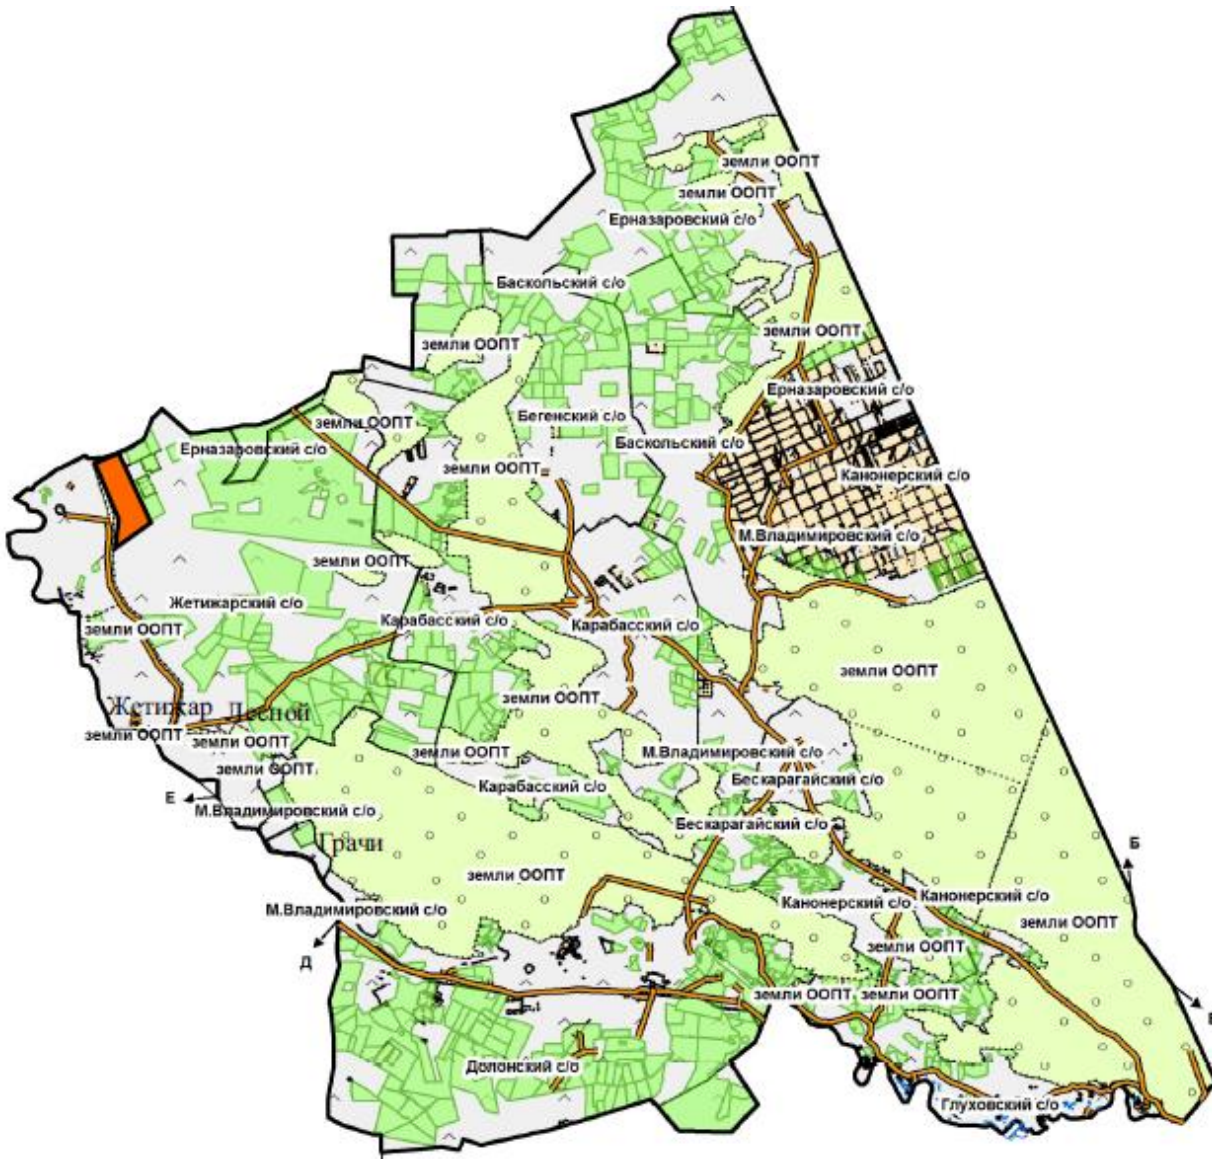 земли ООПТ
земли ООПТ
Ерназаровский с/о
Баскольский с/о
земли ООПТ
земли ООПТ
Ерназаровский с/о
Бегенский с/о
земли ООПТ
Баскольский с/о
Ерназаровский с/о
земли ООПТ
Канонерский с/о
М.Владимировский с/о
земли ООПТ
Жетижарский с/о
Карабасский с/о
Карабасский с/о
земли ООПТ
земли ООПТ
земли ООПТ
Жетижар Лесной
земли ООПТ
земли ООПТ
земли ООПТ
М.Владимировский с/о
земли ООПТ
Карабасский с/о
Бескарагайский с/о
Е
М.Владимировский с/о
Бескарагайский с/о
Грачи
Б
земли ООПТ
Канонерский с/о
Канонерский с/о
М.Владимировский с/о
земли ООПТ
земли ООПТ
Д
земли ООПТ
земли ООПТ
Долонский с/о
Глуховский с/о